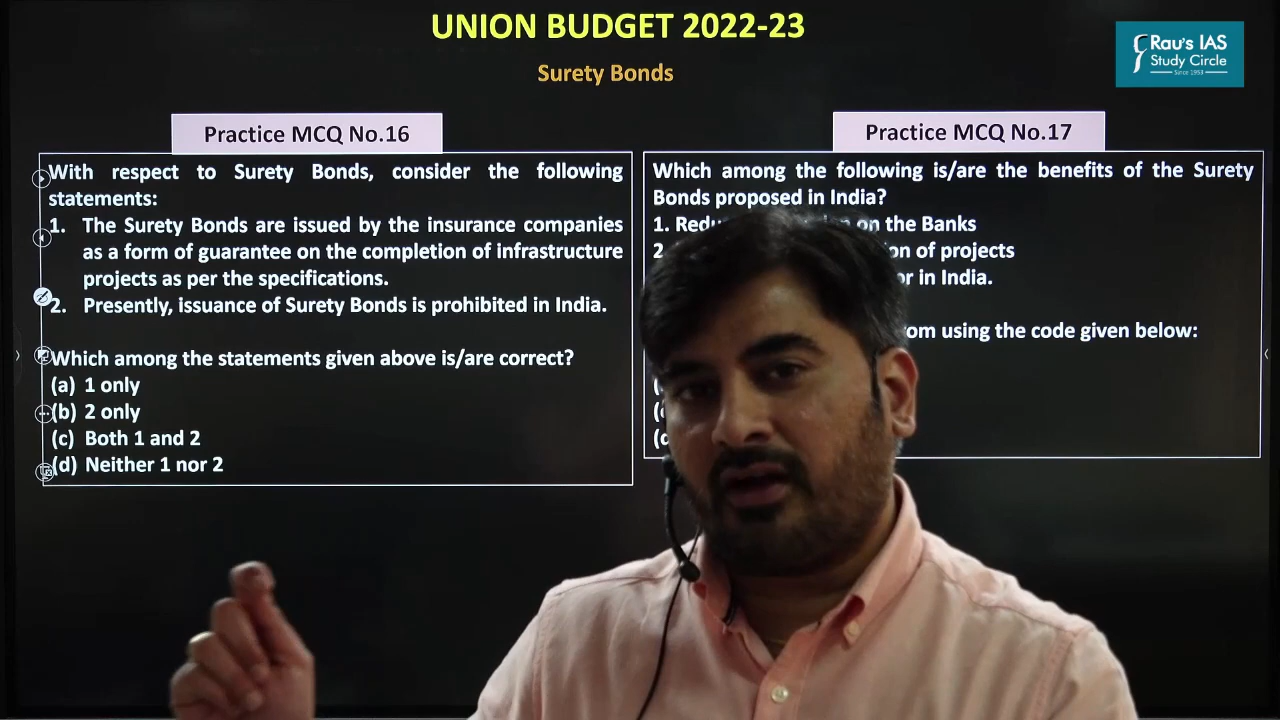 UNION BUDGET 2022-23
Surety Bonds
Rau's IAS
Study Circle
Since 1953
Practice MCQ No.16
With respect to Surety Bonds, consider the following
statements:
1. The Surety Bonds are issued by the insurance companies
as a form of guarantee on the completion of infrastructure
projects as per the specifications.
2. Presently, issuance of Surety Bonds is prohibited in India.
Which among the statements given above is/are correct?
(a) 1 only
(b) 2 only
(c) Both 1 and 2
(d) Neither 1 nor 2
Practice MCQ No.17
Which among the following is/are the benefits of the Surety
Bonds proposed in India?
1. on the Banks
2 of projects
in India.
using the code given below: